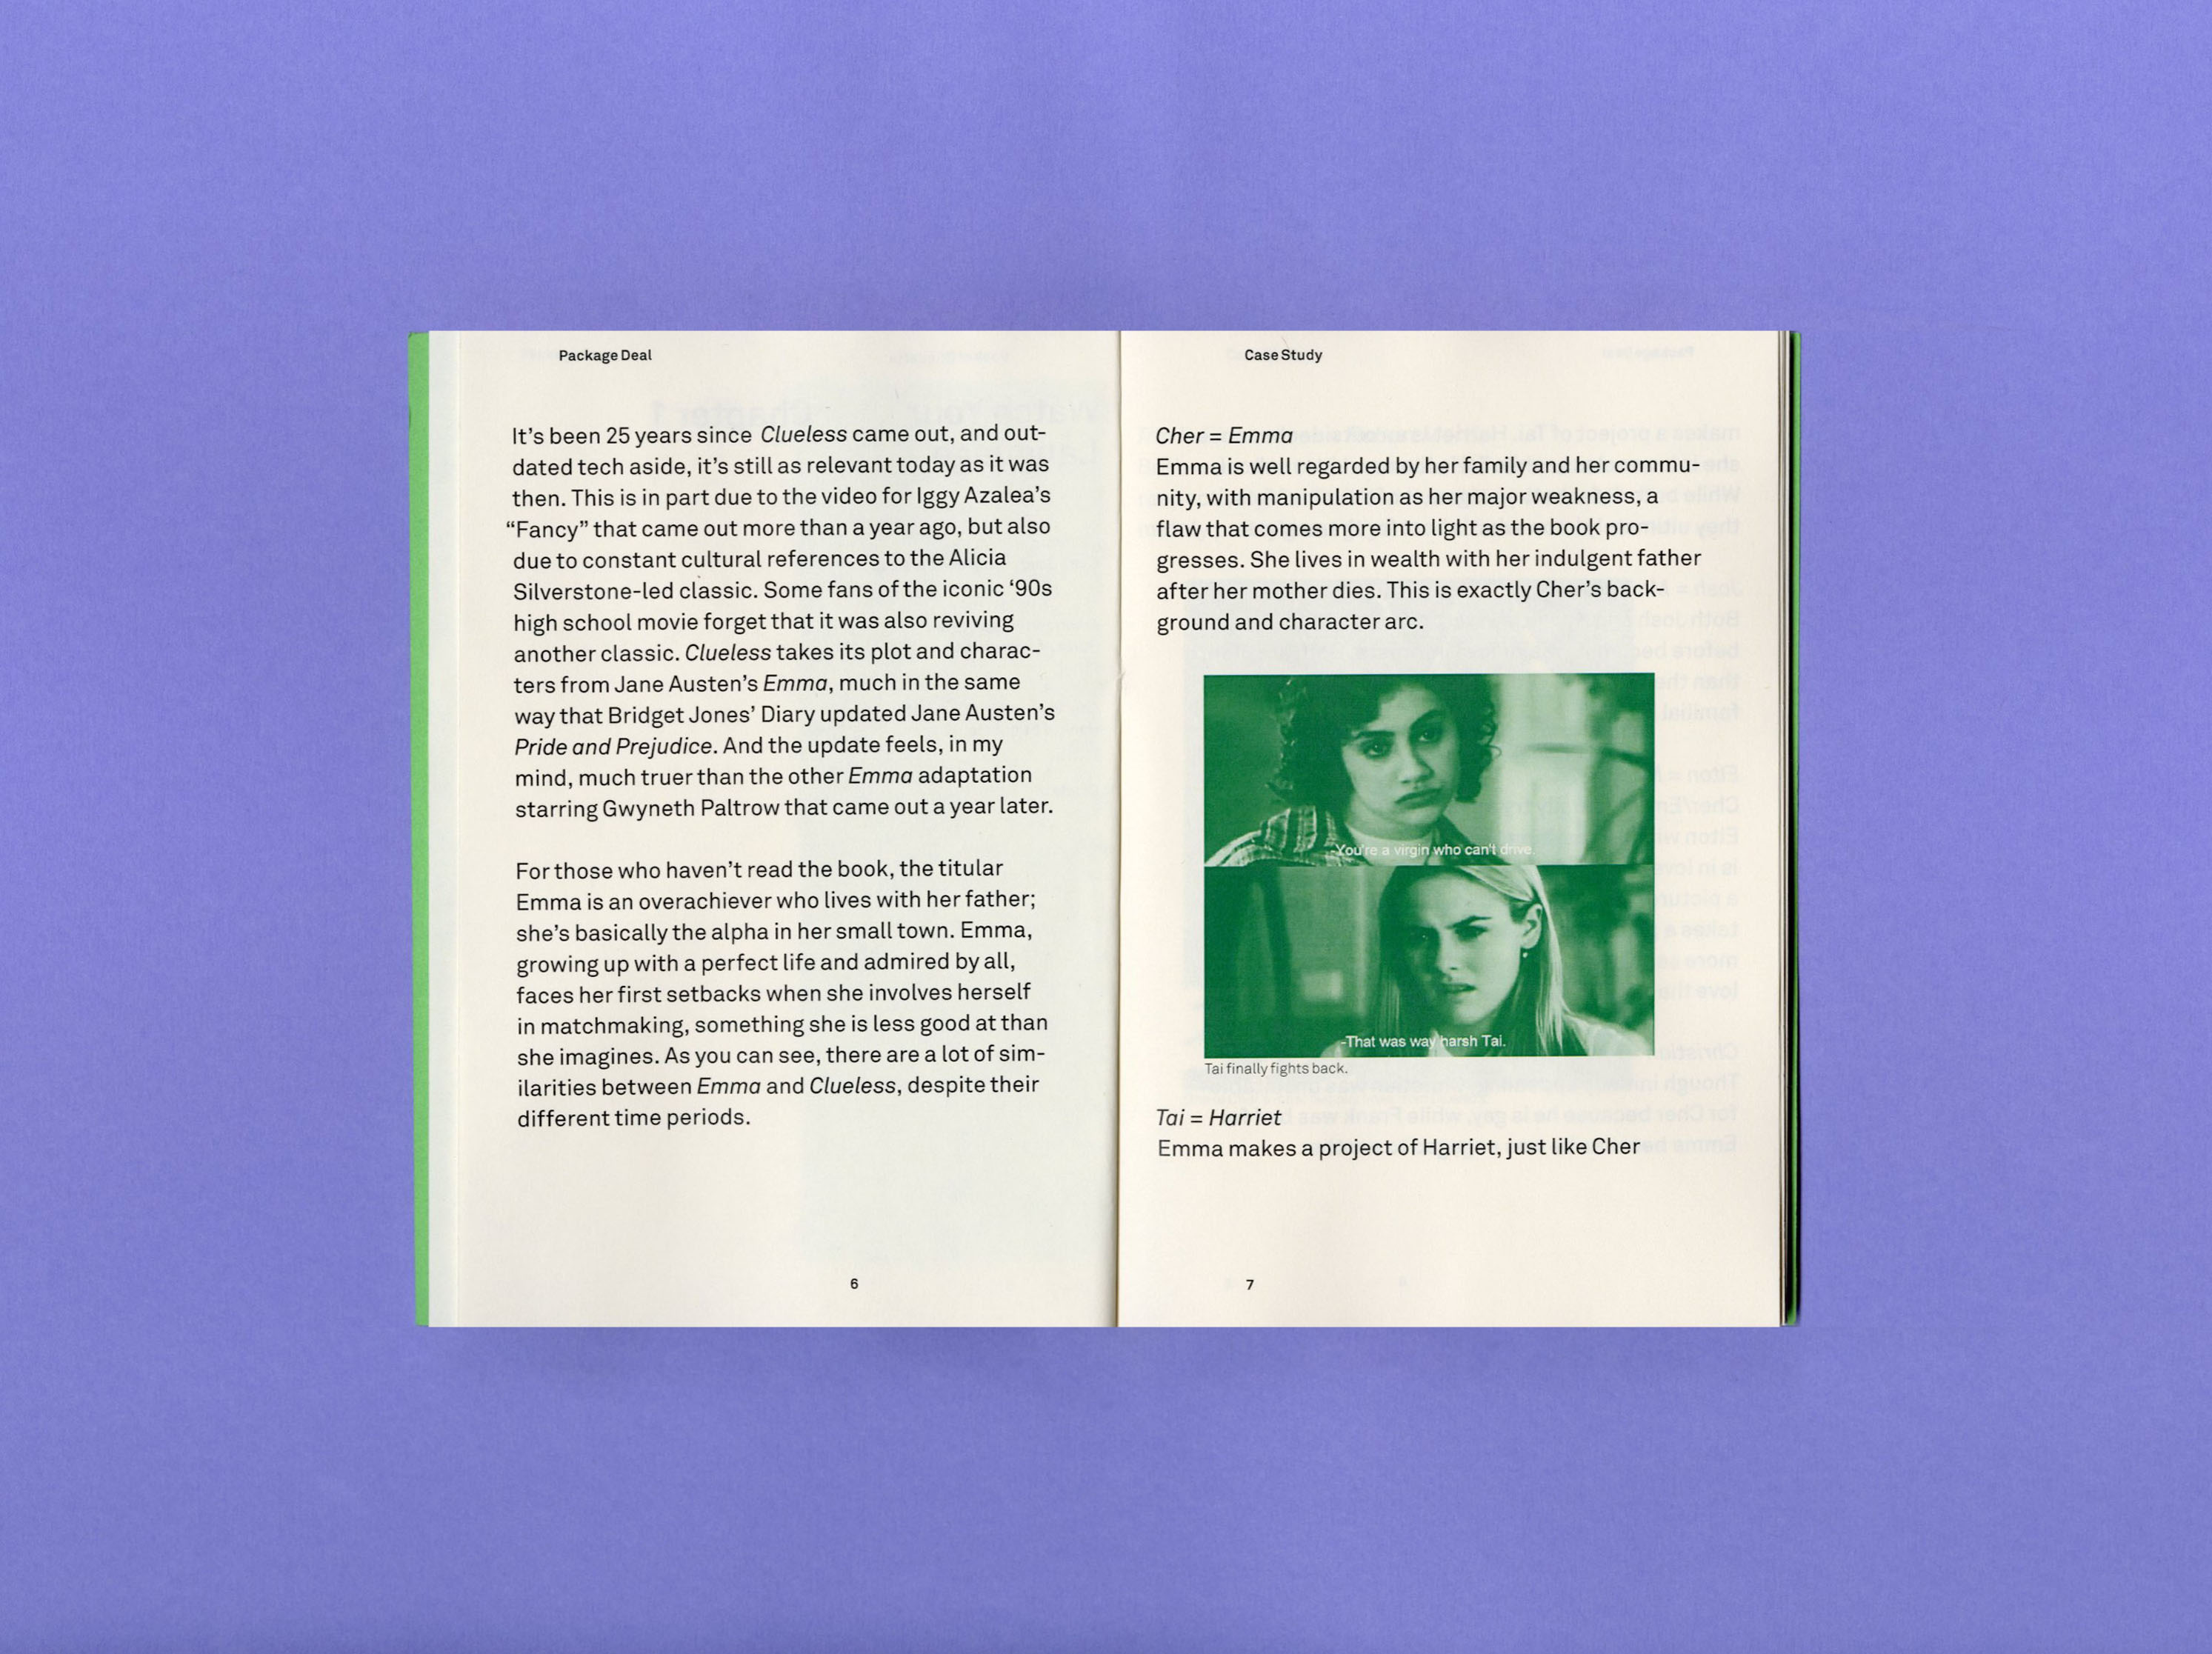 Package Deal
It's been 25 years since Clueless came out, and out-
dated tech aside, it's still as relevant today as it was
then. This is in part due to the video for Iggy Azalea's
“Fancy” that came out more than a year ago, but also
due to constant cultural references to the Alicia
Silverstone-led classic. Some fans of the iconic ‘90s
high school movie forget that it was also reviving
another classic. Clueless takes its plot and charac-
ters from Jane Austen's Emma, much in the same
way that Bridget Jones' Diary updated Jane Austen's
Pride and Prejudice. And the update feels, in my
mind, much truer than the other Emma adaptation
starring Gwyneth Paltrow that came out a year later.
For those who haven't read the book, the titular
Emma is an overachiever who lives with her father;
she's basically the alpha in her small town. Emma,
growing up with a perfect life and admired by all,
faces her first setbacks when she involves herself
in matchmaking, something she is less good at than
she imagines. As you can see, there are a lot of sim-
ilarities between Emma and Clueless, despite their
different time periods.
6
Case Study
Cher = Emma
Emma is well regarded by her family and her commu-
nity, with manipulation as her major weakness, a
flaw that comes more into light as the book pro-
gresses. She lives in wealth with her indulgent father
after her mother dies. This is exactly Cher's back-
ground and character arc.
-You're a virgin who can't drive.
-That was way harsh Tai.
Tai finally fights back.
Tai = Harriet
Emma makes a project of Harriet, just like Cher
7